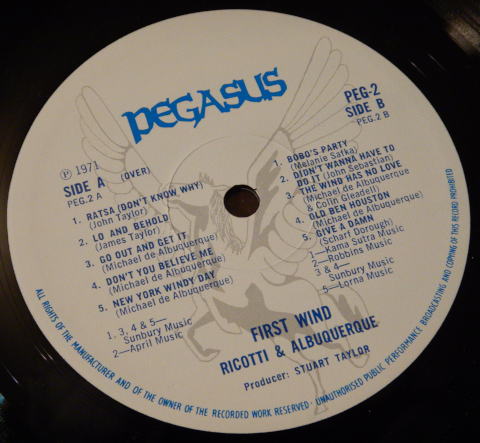 PEGASUS
℗ 1971
SIDE A (OVER)
PEG.2 A
1. RATSA (DON'T KNOW WHY)
(John Taylor)
2. LO AND BEHOLD
(James Taylor)
3. GO OUT AND GET IT
(Michael de Albuquerque)
4. DON'T YOU BELIEVE ME
(Michael de Albuquerque)
5. NEW YORK WINDY DAY
(Michael de Albuquerque)
1, 3, 4 & 5—
Sunbury Music
2—April Music
PEG-2
SIDE B
PEG.2 B
1. BOBO'S PARTY
(Melanie Safka)
2. DIDN'T WANNA HAVE TO
DO IT (John Sebastian)
3. THE WIND HAS NO LOVE
(Michael de Albuquerque
& Colin Gleadell)
4. OLD BEN HOUSTON
(Michael de Albuquerque)
5. GIVE A DAMN
(Scharf Dorough)
1—Kama Sutra Music
2—Robbins Music
3 & 4—
Sunbury Music
5—Lorna Music
FIRST WIND
RICOTTI & ALBUQUERQUE
Producer: STUART TAYLOR
ALL RIGHTS OF THE MANUFACTURER AND OF THE OWNER OF THE RECORDED WORK RESERVED · UNAUTHORISED PUBLIC PERFORMANCE BROADCASTING AND COPYING OF THIS RECORD PROHIBITED